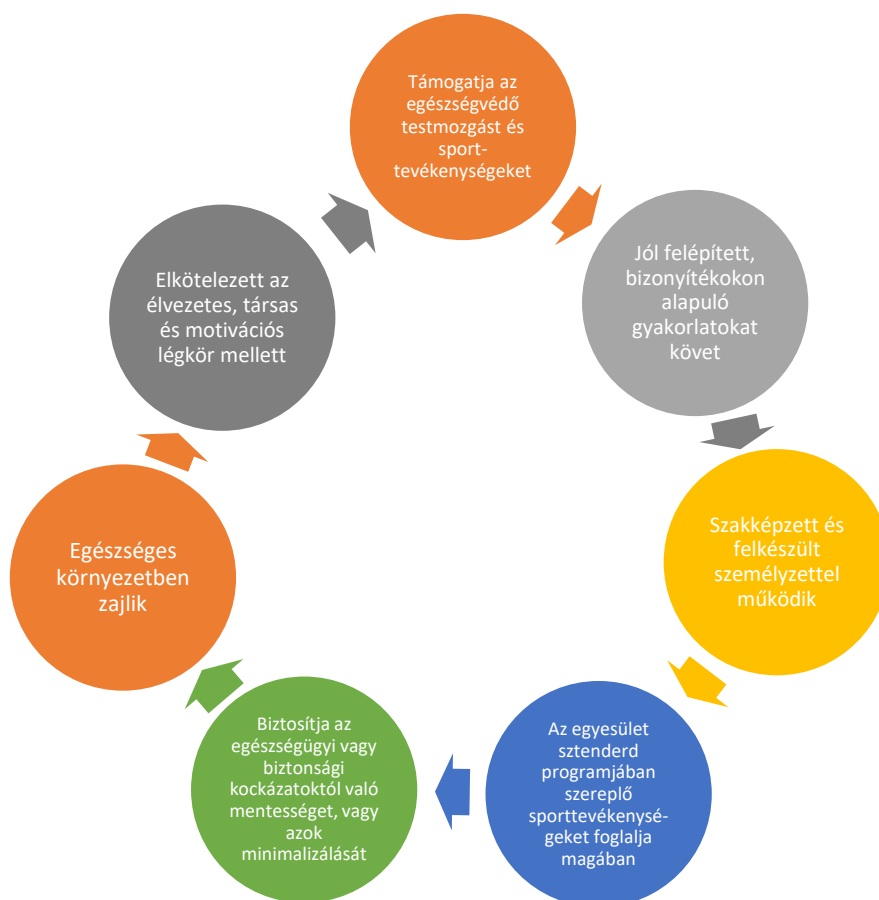 Támogatja az
egészségvédő
testmozgást és
sport-
tevékenységeket
Jól felépített,
bizonyítékokon
alapuló
gyakorlatokat
követ
Szakképzett és
felkészült
személyzettel
működik
Az egyesület
sztenderd
programjában
szereplő
sporttevékenysé-
geket foglalja
magában
Biztosítja az
egészségügyi vagy
biztonsági
kockázatoktól való
mentességet, vagy
azok
minimalizálását
Egészséges
környezetben
zajlik
Elkötelezett az
élvezetes, társas
és motivációs
légkör mellett